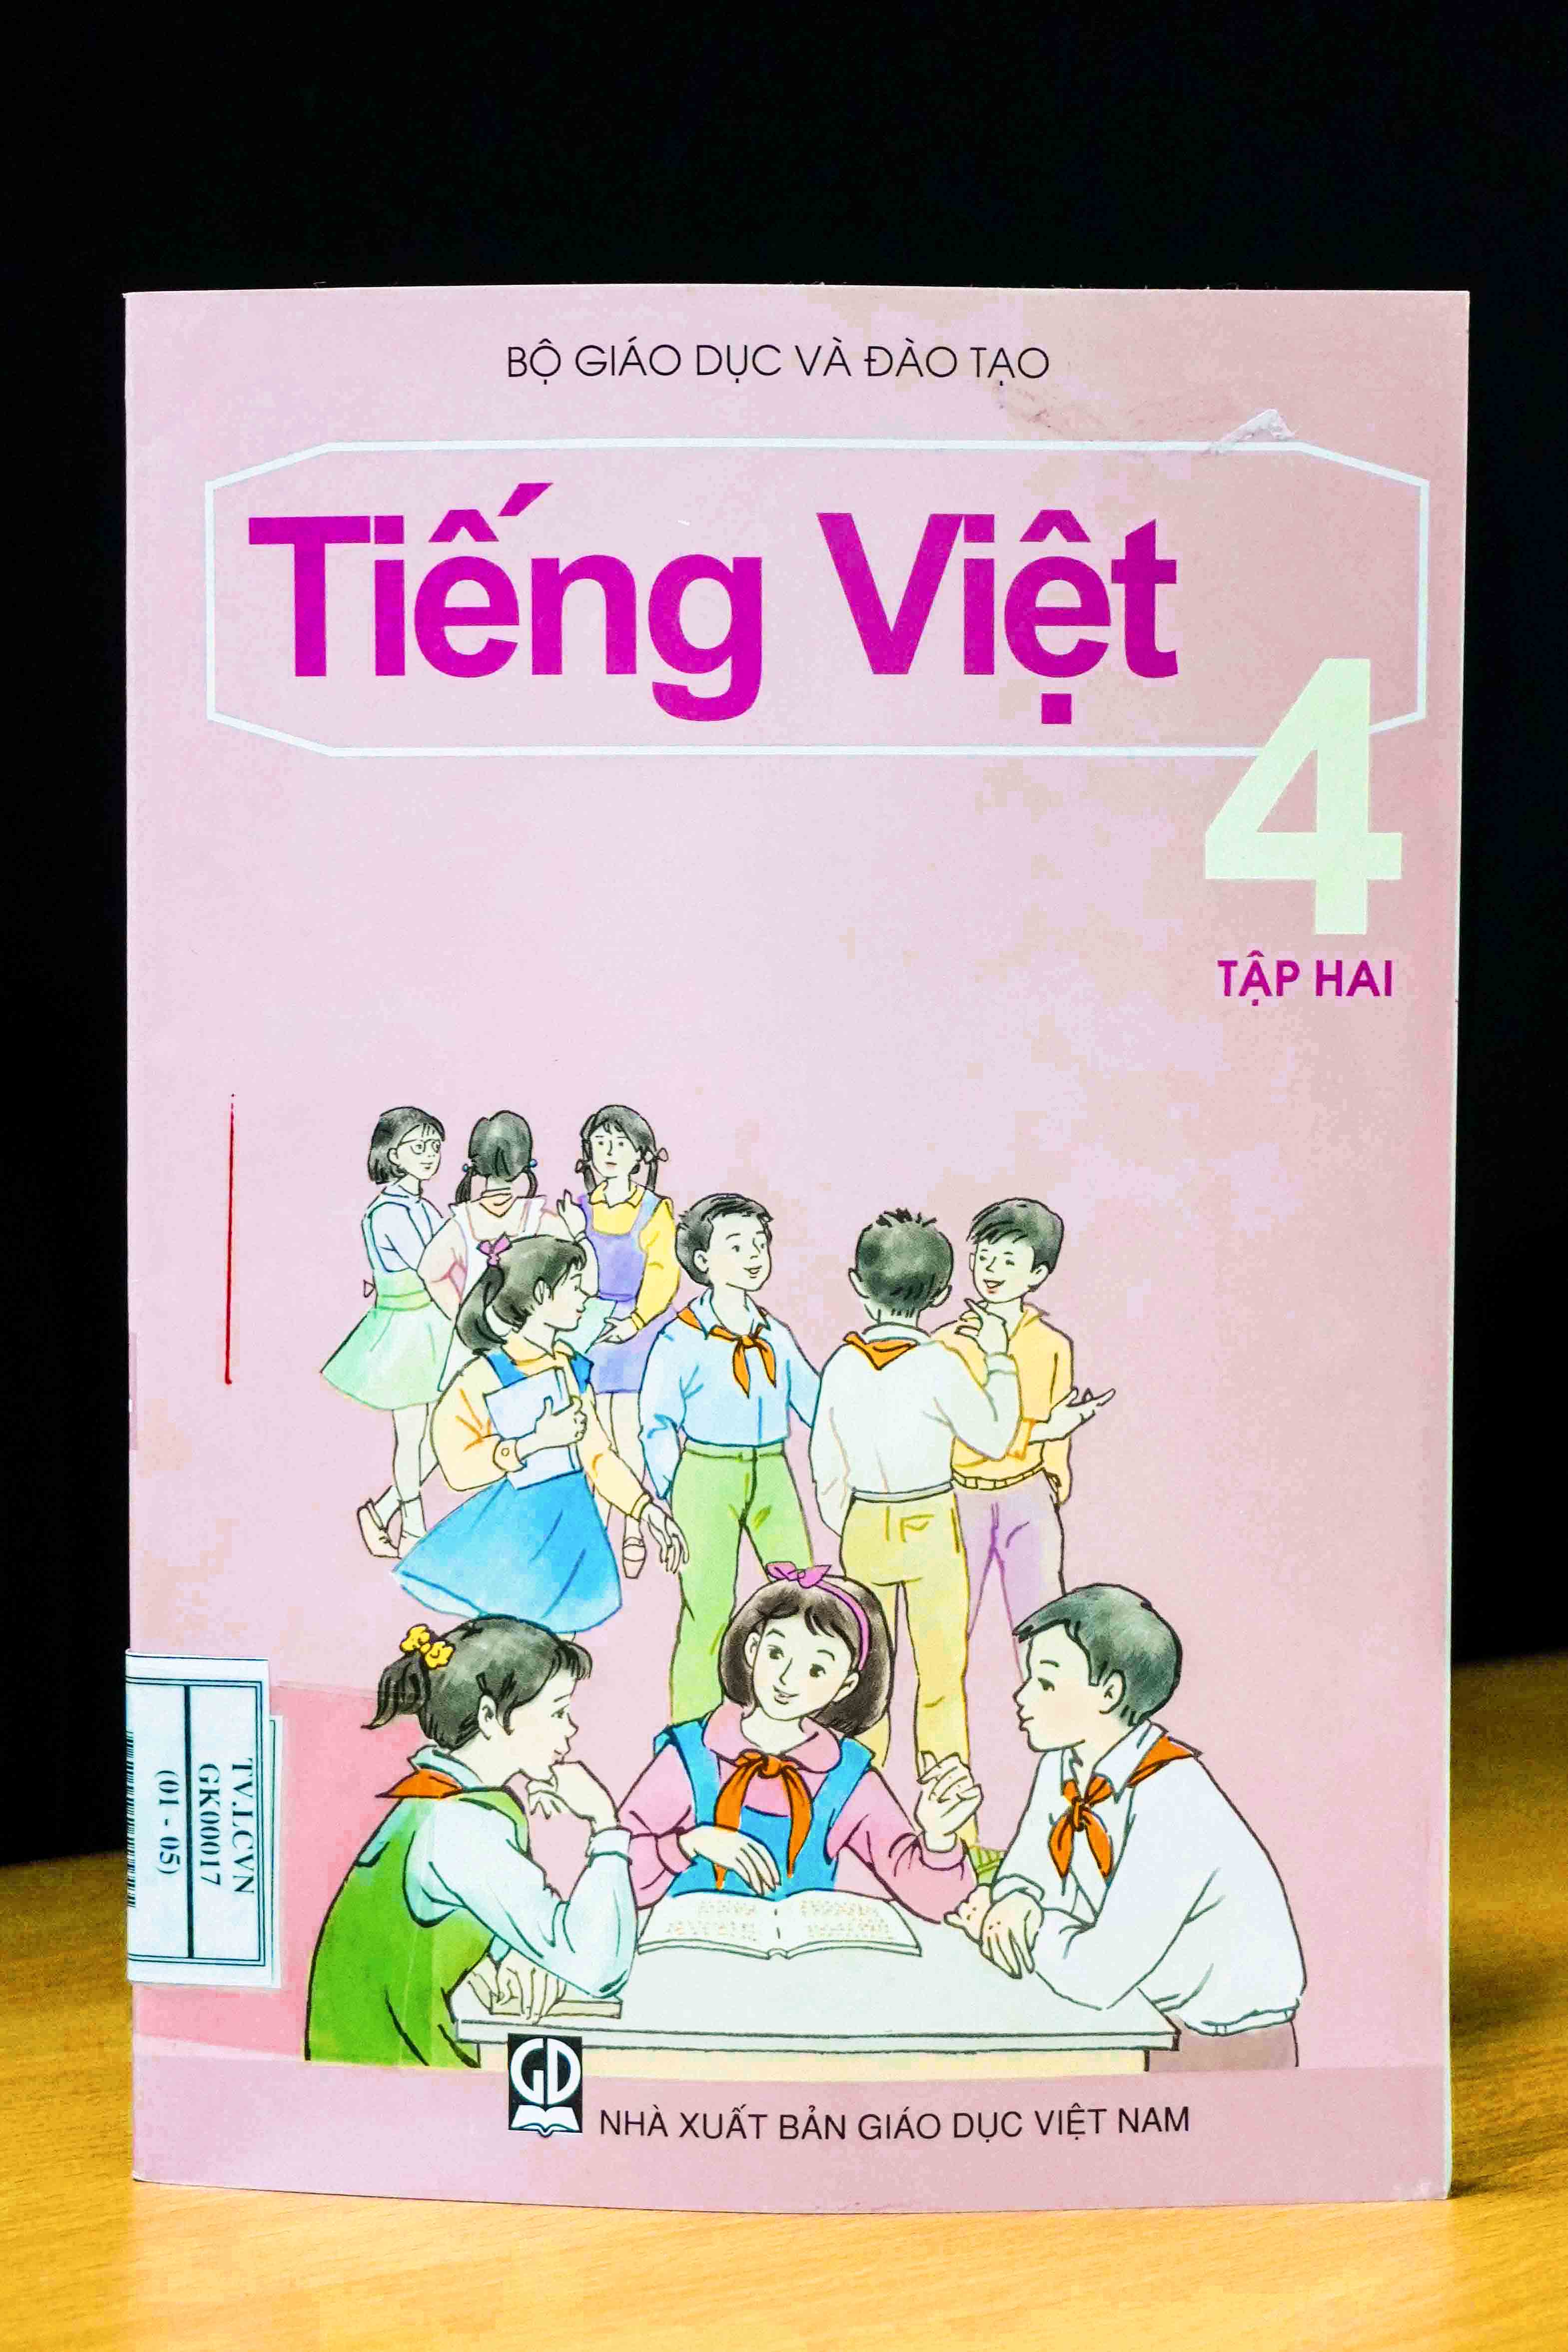 BỘ GIÁO DỤC VÀ ĐÀO TẠO
Tiếng Việt
4
TẬP HAI
TV.LCVN
GK00017
(01 - 05)
GD
NHÀ XUẤT BẢN GIÁO DỤC VIỆT NAM